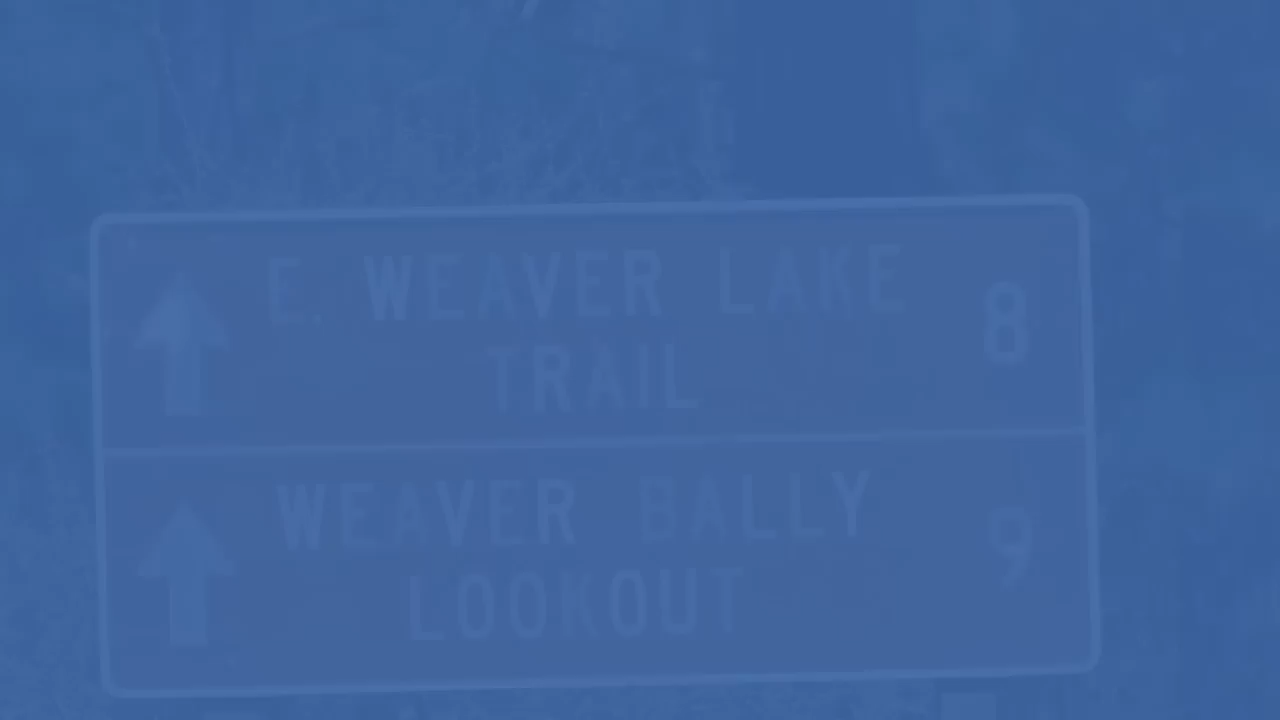 E. WEAVER LAKE
TRAIL
8
WEAVER BALLY
LOOKOUT
9